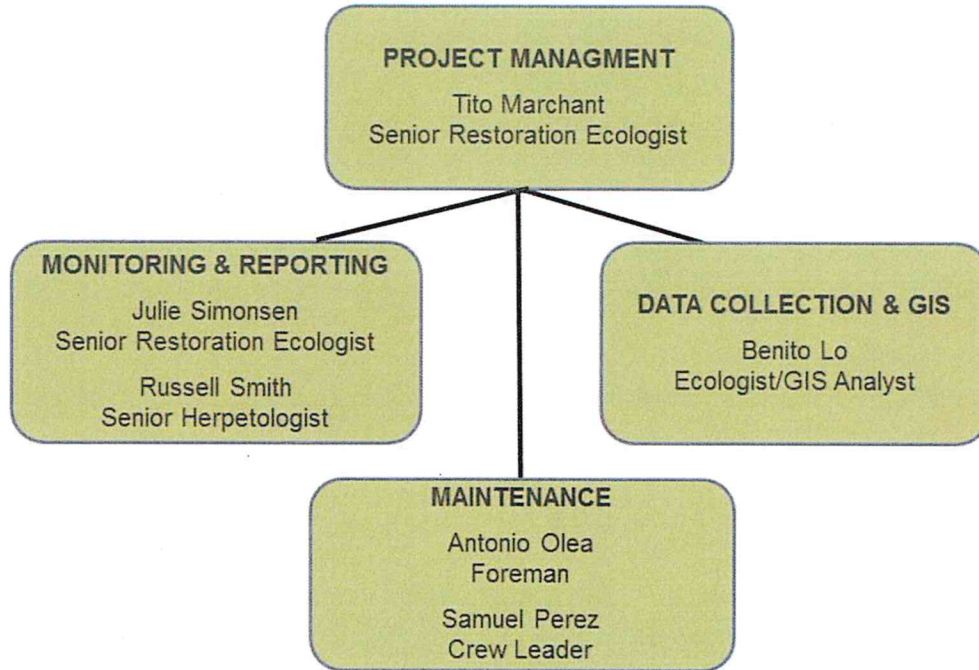 PROJECT MANAGMENT
Tito Marchant
Senior Restoration Ecologist
MONITORING & REPORTING
Julie Simonsen
Senior Restoration Ecologist
Russell Smith
Senior Herpetologist
DATA COLLECTION & GIS
Benito Lo
Ecologist/GIS Analyst
MAINTENANCE
Antonio Olea
Foreman
Samuel Perez
Crew Leader